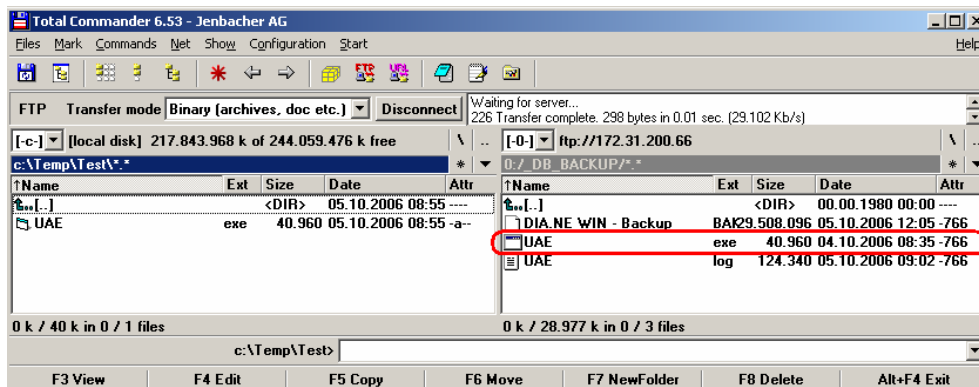 Total Commander 6.53 - Jenbacher AG
Files Mark Commands Net Show Configuration Start Help
FTP Transfer mode Binary (archives, doc etc.) Disconnect
Waiting for server...
226 Transfer complete. 298 bytes in 0.01 sec. (29.102 Kb/s)
[-c-] [local disk] 217.843.968 k of 244.059.476 k free \ ..
[-0-] ftp://172.31.200.66 \ ..
c:\Temp\Test\*.* * 
0:/_DB_BACKUP/*.* *
↑Name Ext Size Date Attr
[..] <DIR> 05.10.2006 08:55 ----
UAE exe 40.960 05.10.2006 08:55 -a--
↑Name Ext Size Date Attr
[..] <DIR> 00.00.1980 00:00 ----
DIA.NE WIN - Backup BAK 29.508.096 05.10.2006 12:05 -766
UAE exe 40.960 04.10.2006 08:35 -766
UAE log 124.340 05.10.2006 09:02 -766
0 k / 40 k in 0 / 1 files
0 k / 28.977 k in 0 / 3 files
c:\Temp\Test>
F3 View F4 Edit F5 Copy F6 Move F7 NewFolder F8 Delete Alt+F4 Exit